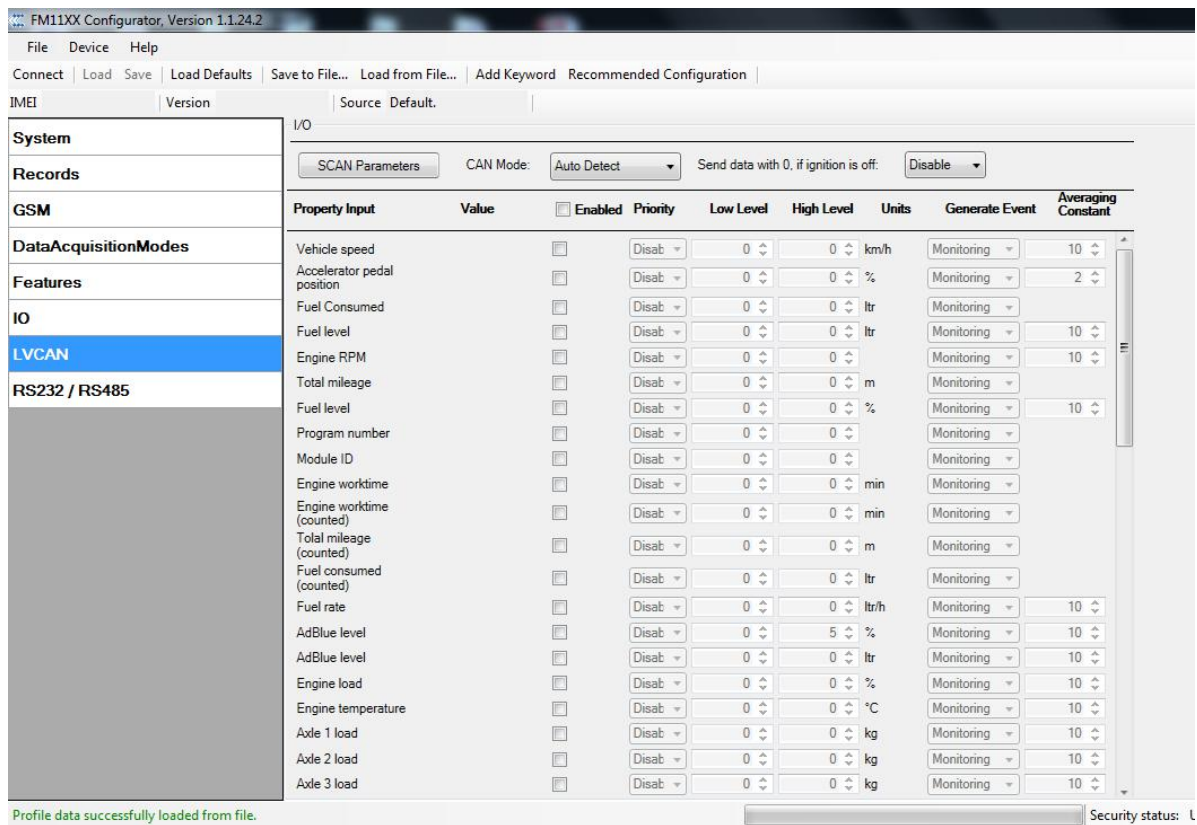 FM11XX Configurator, Version 1.1.24.2
File Device Help
Connect Load Save Load Defaults Save to File... Load from File... Add Keyword Recommended Configuration
IMEI Version Source Default.
System
Records
GSM
DataAcquisitionModes
Features
IO
LVCAN
RS232 / RS485
I/O
SCAN Parameters CAN Mode: Auto Detect Send data with 0, if ignition is off: Disable
Property Input Value Enabled Priority Low Level High Level Units Generate Event Averaging Constant
Vehicle speed Disab 0 0 km/h Monitoring 10
Accelerator pedal
position Disab 0 0 % Monitoring 2
Fuel Consumed Disab 0 0 ltr Monitoring
Fuel level Disab 0 0 ltr Monitoring 10
Engine RPM Disab 0 0 Monitoring 10
Total mileage Disab 0 0 m Monitoring
Fuel level Disab 0 0 % Monitoring 10
Program number Disab 0 0 Monitoring
Module ID Disab 0 0 Monitoring
Engine worktime Disab 0 0 min Monitoring
Engine worktime
(counted) Disab 0 0 min Monitoring
Tolal mileage
(counted) Disab 0 0 m Monitoring
Fuel consumed
(counted) Disab 0 0 ltr Monitoring
Fuel rate Disab 0 0 ltr/h Monitoring 10
AdBlue level Disab 0 5 % Monitoring 10
AdBlue level Disab 0 0 ltr Monitoring 10
Engine load Disab 0 0 % Monitoring 10
Engine temperature Disab 0 0 °C Monitoring 10
Axle 1 load Disab 0 0 kg Monitoring 10
Axle 2 load Disab 0 0 kg Monitoring 10
Axle 3 load Disab 0 0 kg Monitoring 10
Profile data successfully loaded from file. Security status: